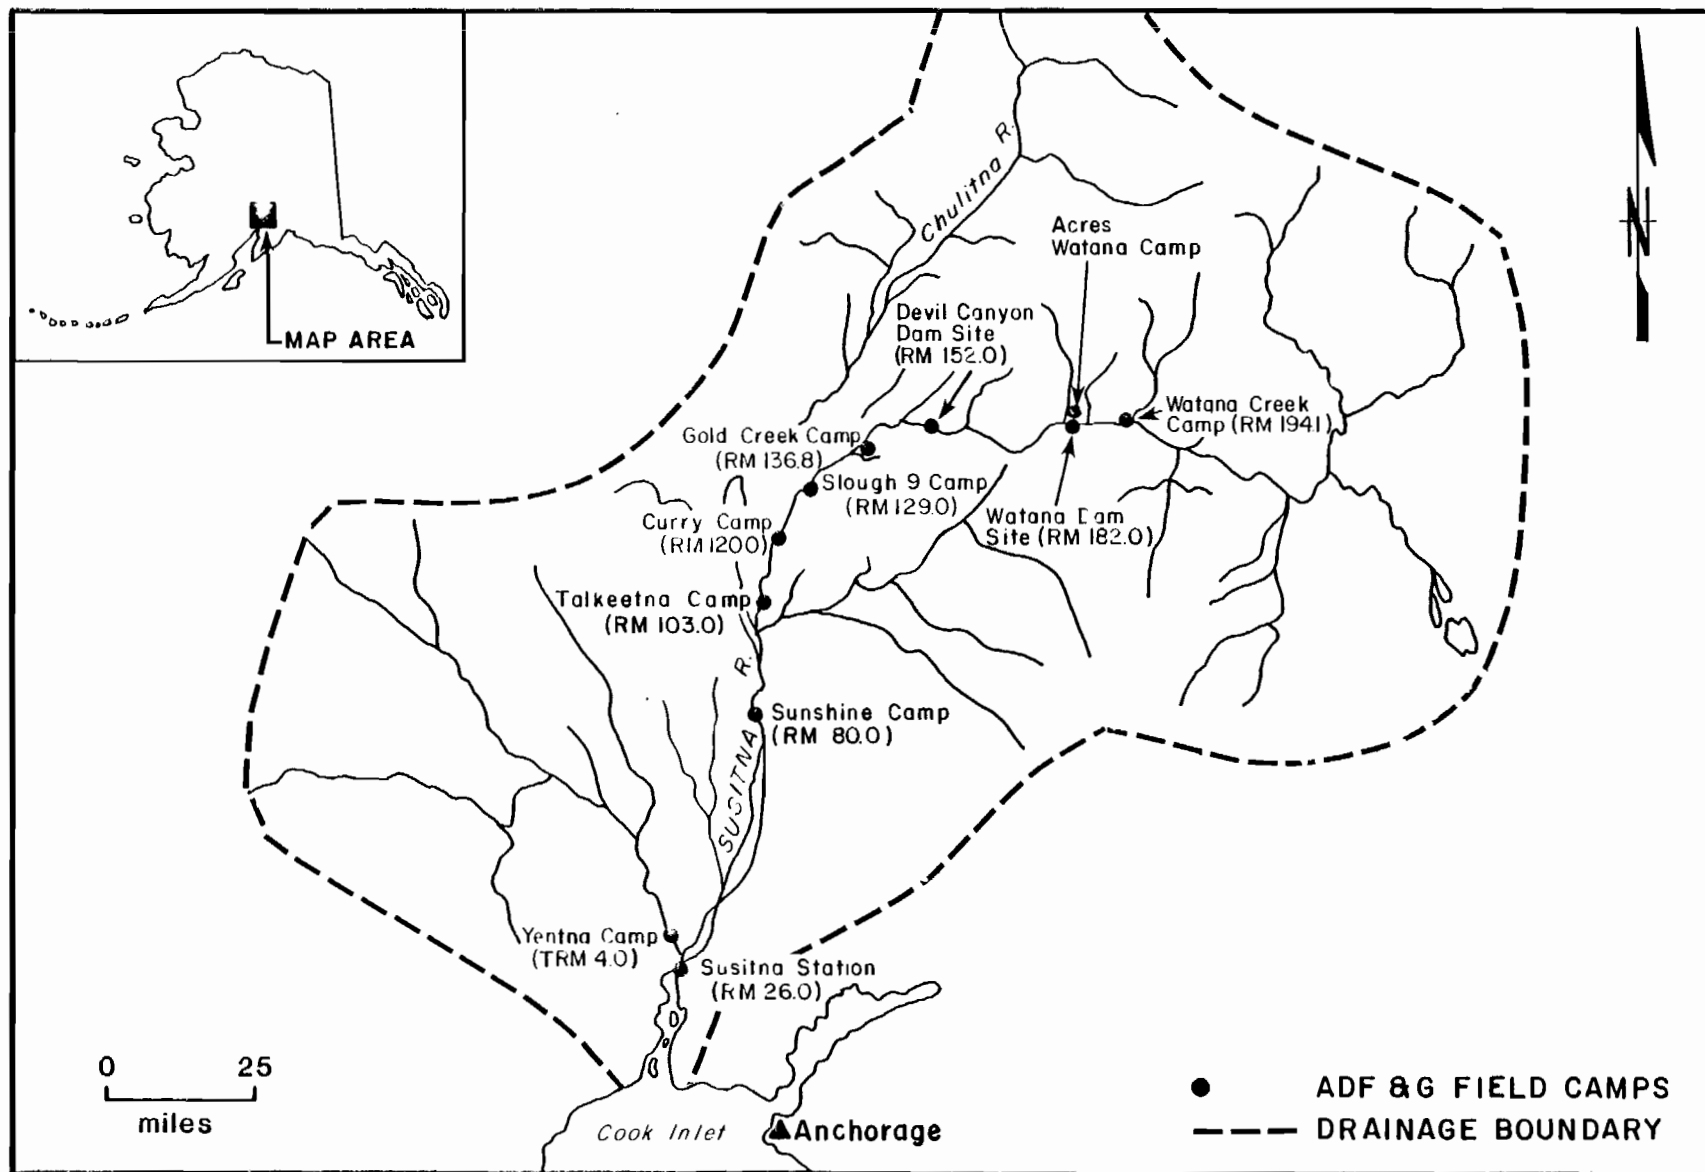 MAP AREA
Chulitna R.
Acres
Watana Camp
Devil Canyon
Dam Site
(RM 152.0)
Watana Creek
Camp (RM 194.1)
Gold Creek Camp
(RM 136.8)
Slough 9 Camp
(RM 129.0)
Watana Dam
Site (RM 182.0)
Curry Camp
(RM 120.0)
Talkeetna Camp
(RM 103.0)
SUSITNA R.
Sunshine Camp
(RM 80.0)
Yentna Camp
(TRM 4.0)
Susitna Station
(RM 26.0)
N
0 25
miles
Cook Inlet
Anchorage
ADF & G FIELD CAMPS
DRAINAGE BOUNDARY